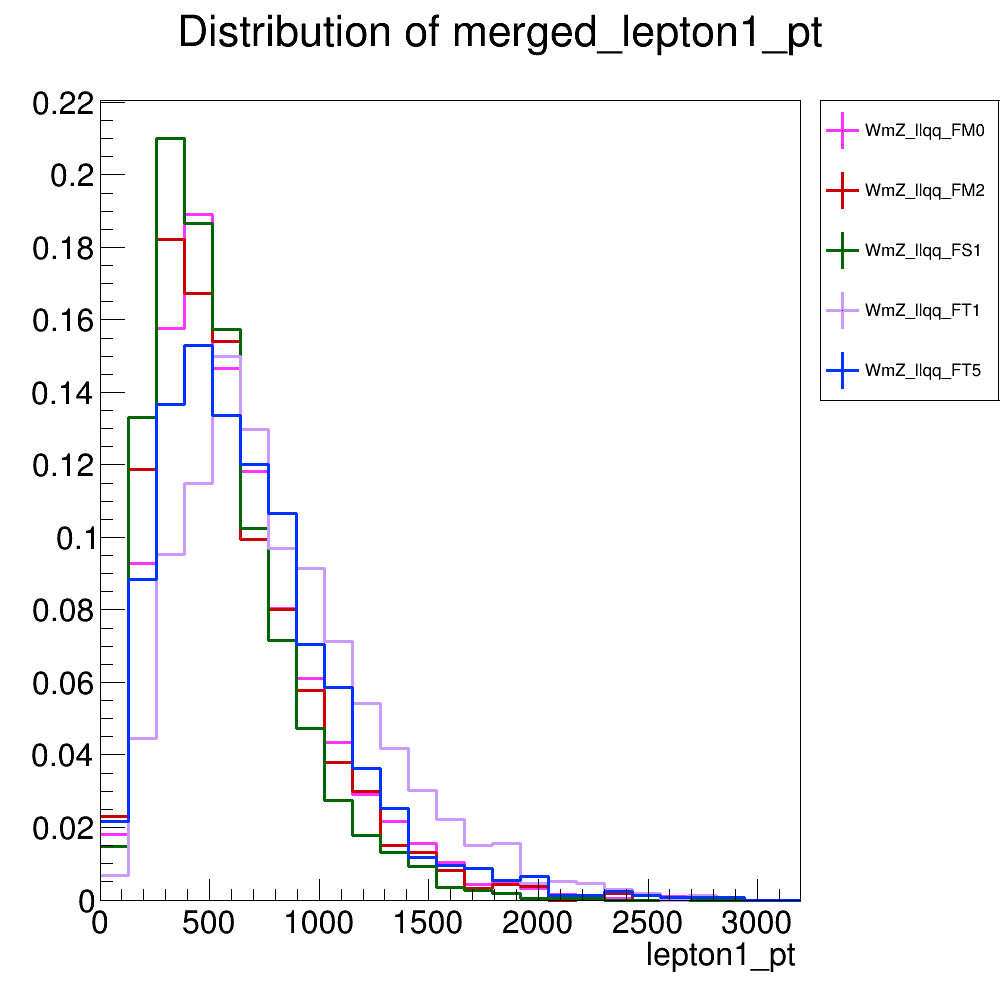 Distribution of merged_lepton1_pt
0.22
0.2
0.18
0.16
0.14
0.12
0.1
0.08
0.06
0.04
0.02
0
0 500 1000 1500 2000 2500 3000
lepton1_pt
WmZ_llqq_FM0
WmZ_llqq_FM2
WmZ_llqq_FS1
WmZ_llqq_FT1
WmZ_llqq_FT5